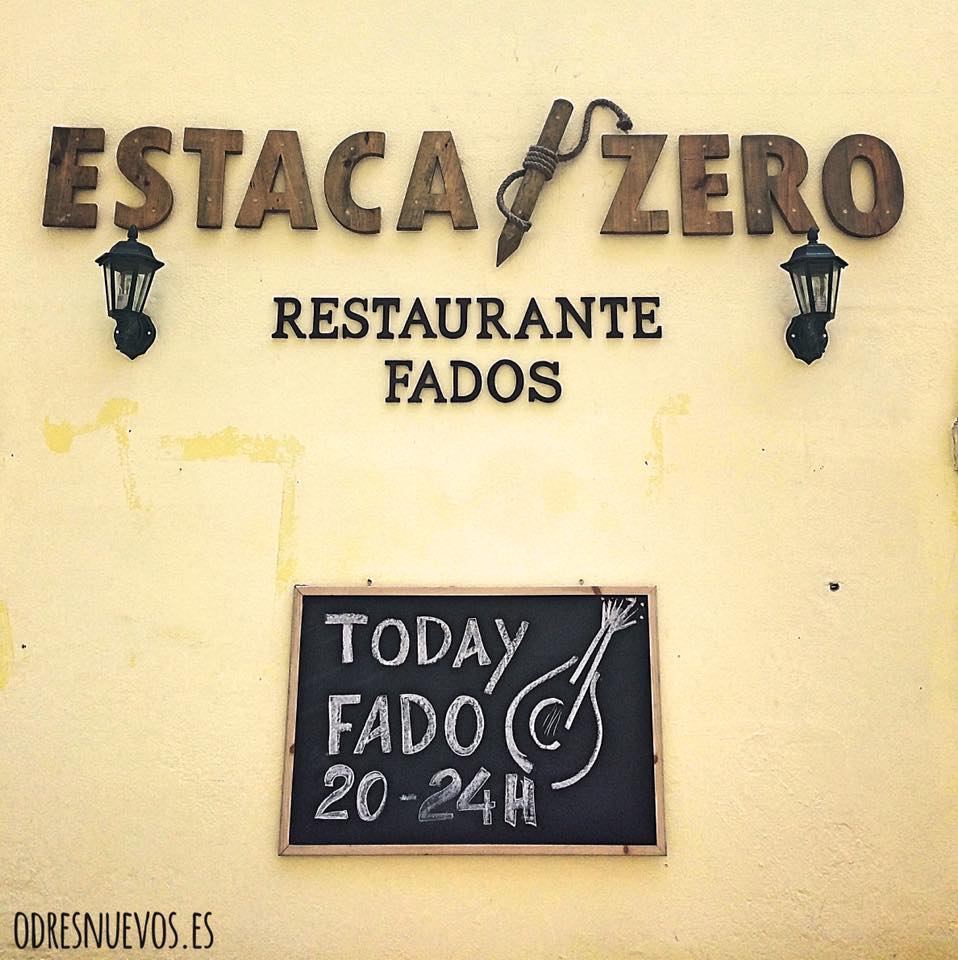 ESTACA ZERO
RESTAURANTE
FADOS
TODAY
FADO
20-24H
ODRESNUEVOS.ES